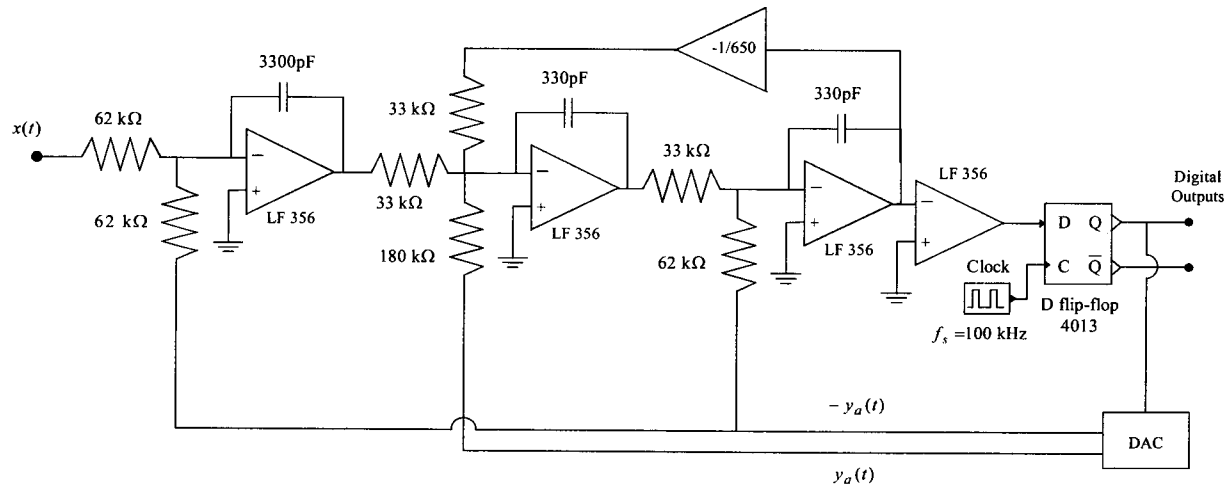 -1/650
3300pF
330pF
330pF
x(t)
62 kΩ
33 kΩ
33 kΩ
LF 356
Digital
Outputs
−
+
LF 356
62 kΩ
33 kΩ
−
+
LF 356
180 kΩ
−
+
LF 356
62 kΩ
−
+
D Q
C Q̅
Clock
D flip-flop
4013
f_s =100 kHz
− y_a(t)
DAC
y_a(t)